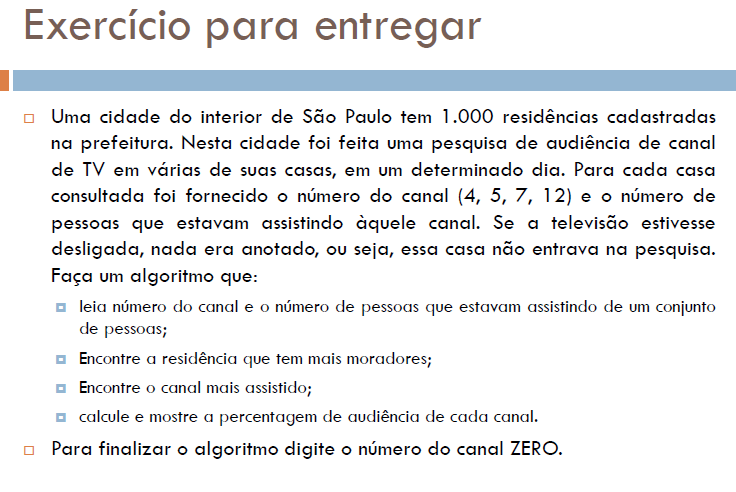 Exercício para entregar
Uma cidade do interior de São Paulo tem 1.000 residências cadastradas
na prefeitura. Nesta cidade foi feita uma pesquisa de audiência de canal
de TV em várias de suas casas, em um determinado dia. Para cada casa
consultada foi fornecido o número do canal (4, 5, 7, 12) e o número de
pessoas que estavam assistindo àquele canal. Se a televisão estivesse
desligada, nada era anotado, ou seja, essa casa não entrava na pesquisa.
Faça um algoritmo que:
leia número do canal e o número de pessoas que estavam assistindo de um conjunto
de pessoas;
Encontre a residência que tem mais moradores;
Encontre o canal mais assistido;
calcule e mostre a percentagem de audiência de cada canal.
Para finalizar o algoritmo digite o número do canal ZERO.